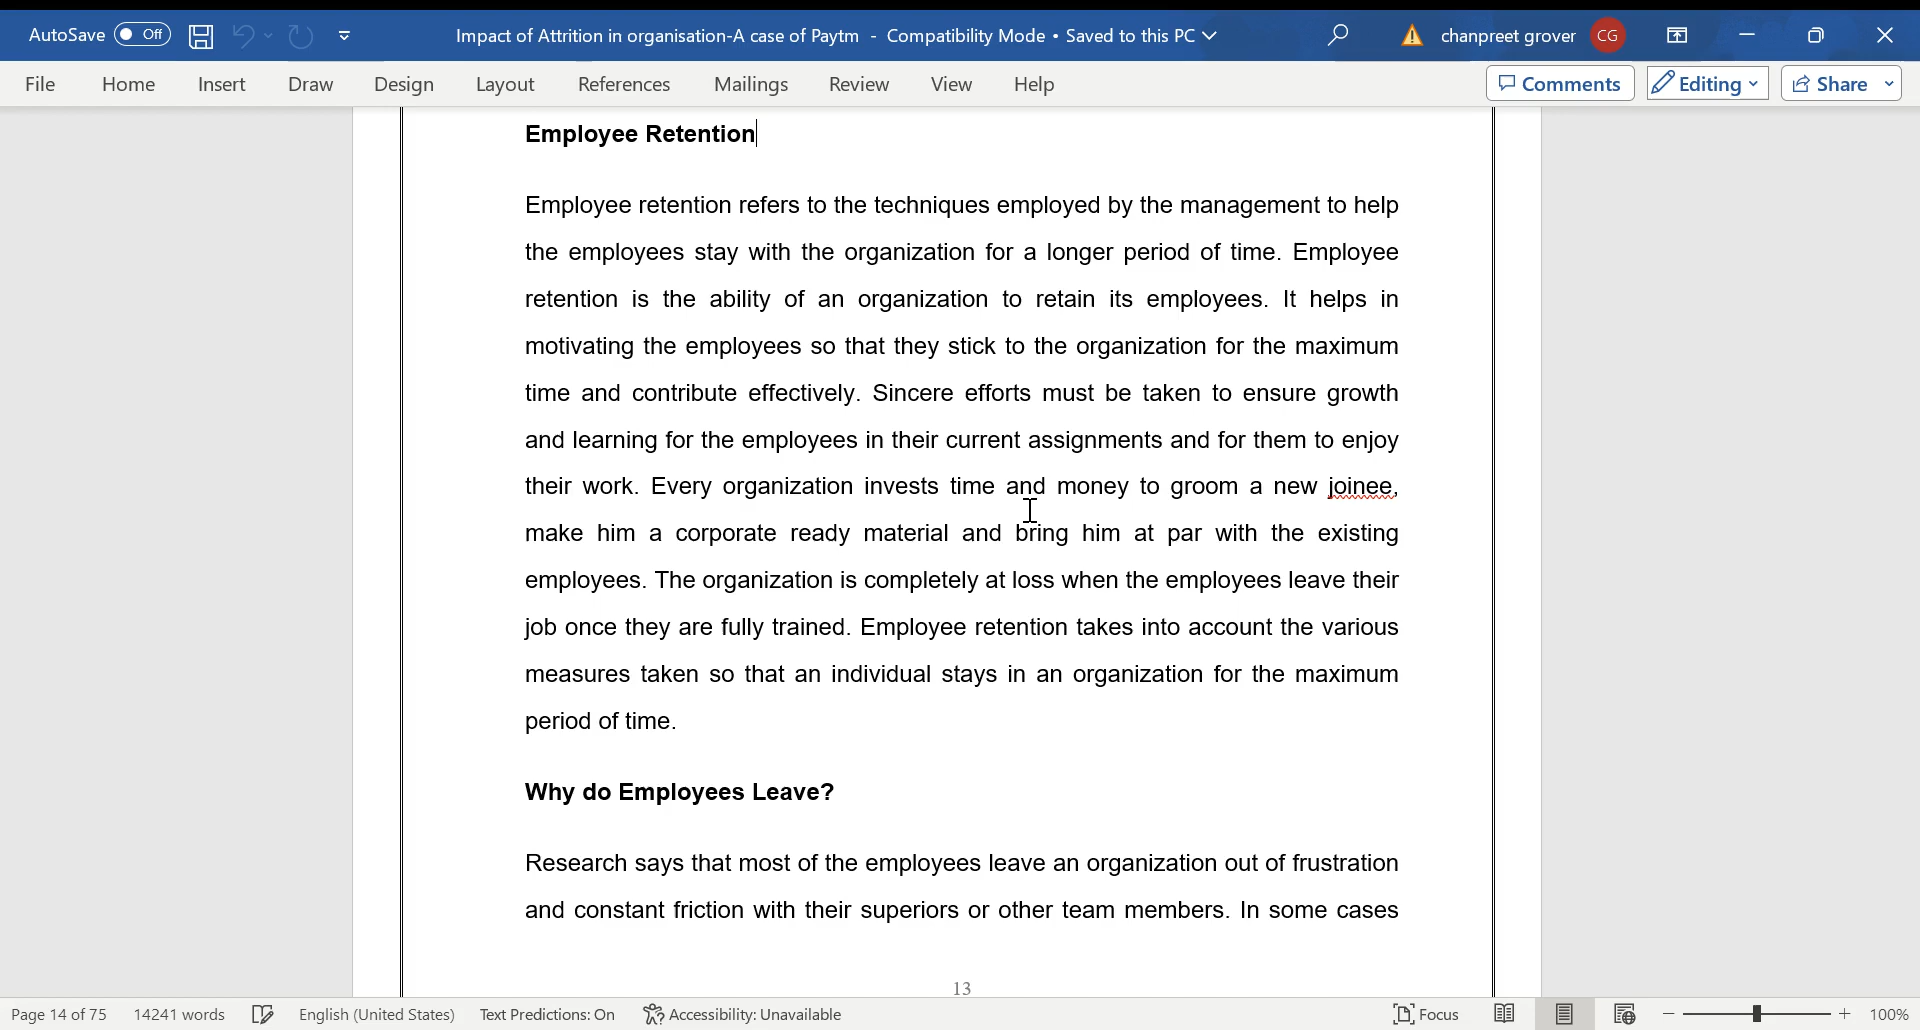 AutoSave Off Impact of Attrition in organisation-A case of Paytm - Compatibility Mode • Saved to this PC chanpreet grover CG
File Home Insert Draw Design Layout References Mailings Review View Help Comments Editing Share
Employee Retention
Employee retention refers to the techniques employed by the management to help
the employees stay with the organization for a longer period of time. Employee
retention is the ability of an organization to retain its employees. It helps in
motivating the employees so that they stick to the organization for the maximum
time and contribute effectively. Sincere efforts must be taken to ensure growth
and learning for the employees in their current assignments and for them to enjoy
their work. Every organization invests time and money to groom a new joinee,
make him a corporate ready material and bring him at par with the existing
employees. The organization is completely at loss when the employees leave their
job once they are fully trained. Employee retention takes into account the various
measures taken so that an individual stays in an organization for the maximum
period of time.
Why do Employees Leave?
Research says that most of the employees leave an organization out of frustration
and constant friction with their superiors or other team members. In some cases
13
Page 14 of 75 14241 words English (United States) Text Predictions: On Accessibility: Unavailable Focus 100%